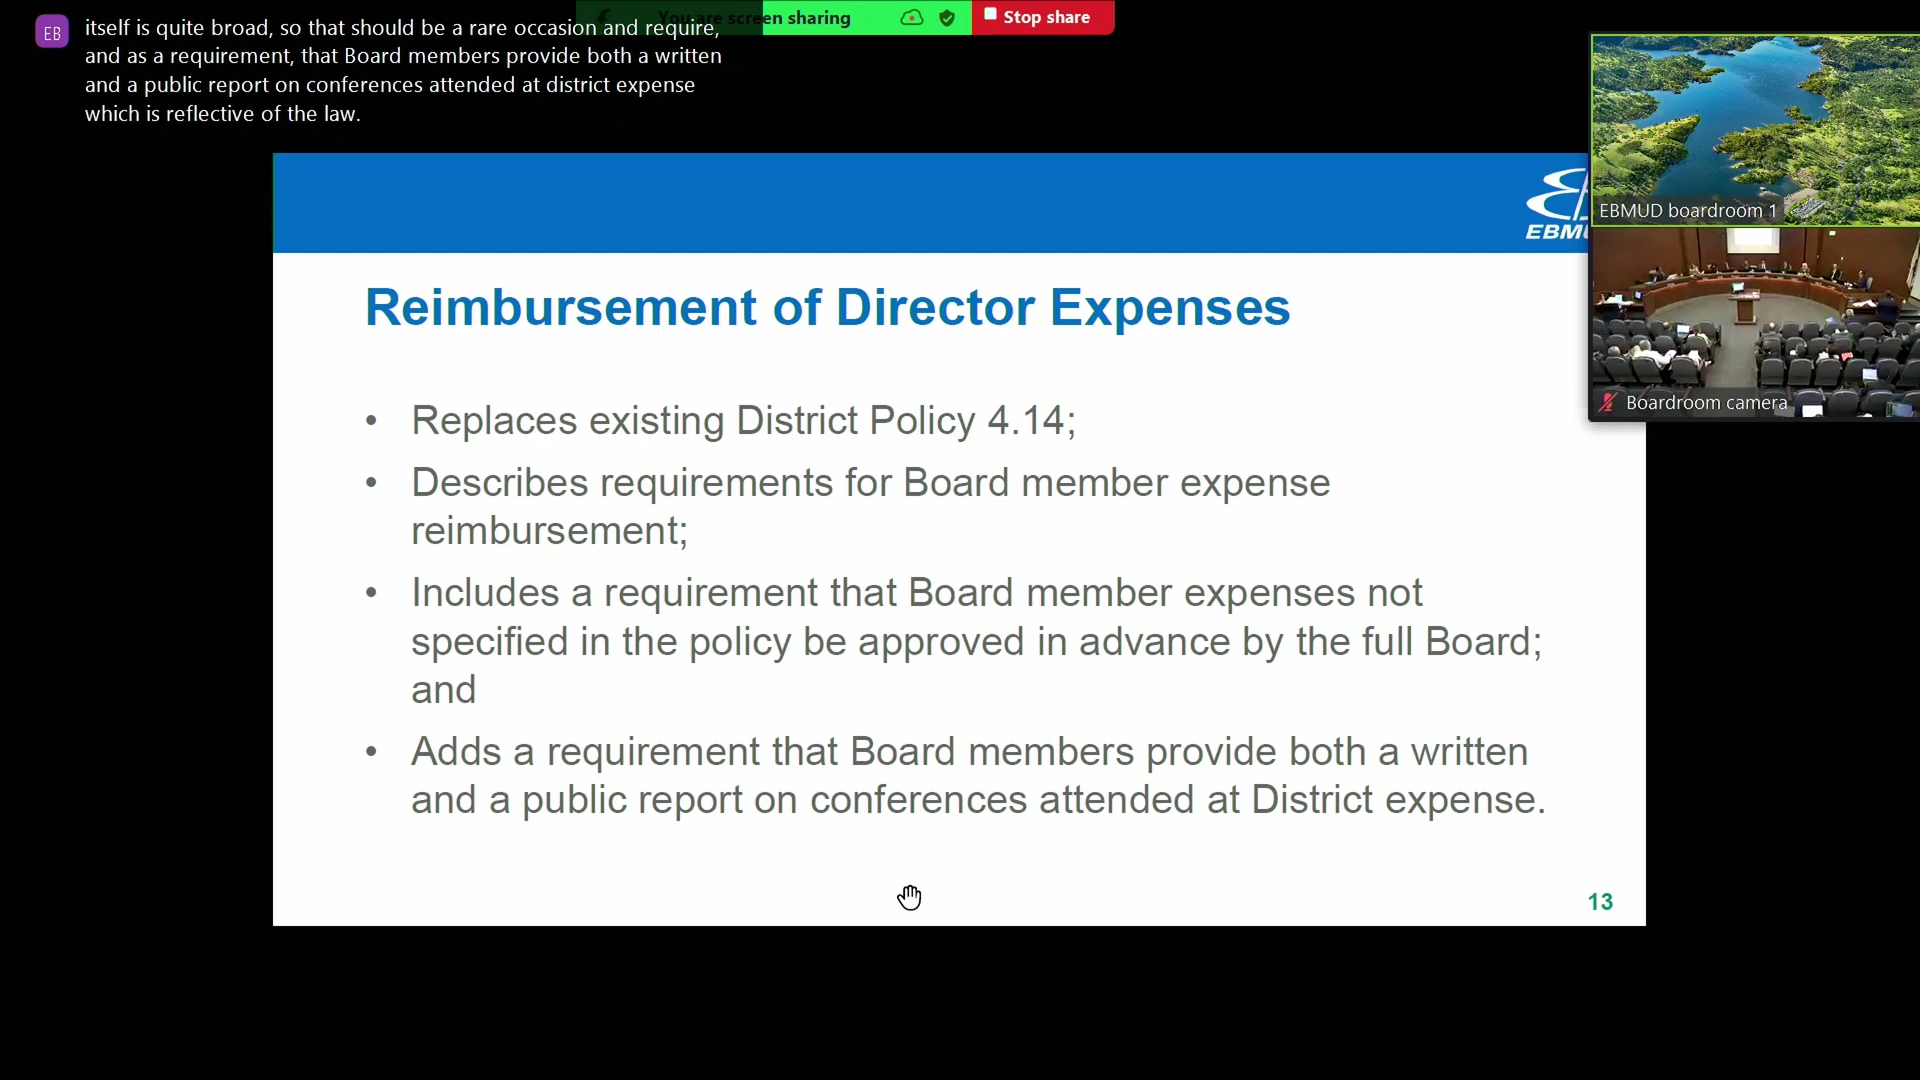 EB
itself is quite broad, so that should be a rare occasion and require,
and as a requirement, that Board members provide both a written
and a public report on conferences attended at district expense
which is reflective of the law.
You are screen sharing
Stop share
EBMUD boardroom 1
Boardroom camera
EBMU
Reimbursement of Director Expenses
• Replaces existing District Policy 4.14;
• Describes requirements for Board member expense
reimbursement;
• Includes a requirement that Board member expenses not
specified in the policy be approved in advance by the full Board;
and
• Adds a requirement that Board members provide both a written
and a public report on conferences attended at District expense.
13